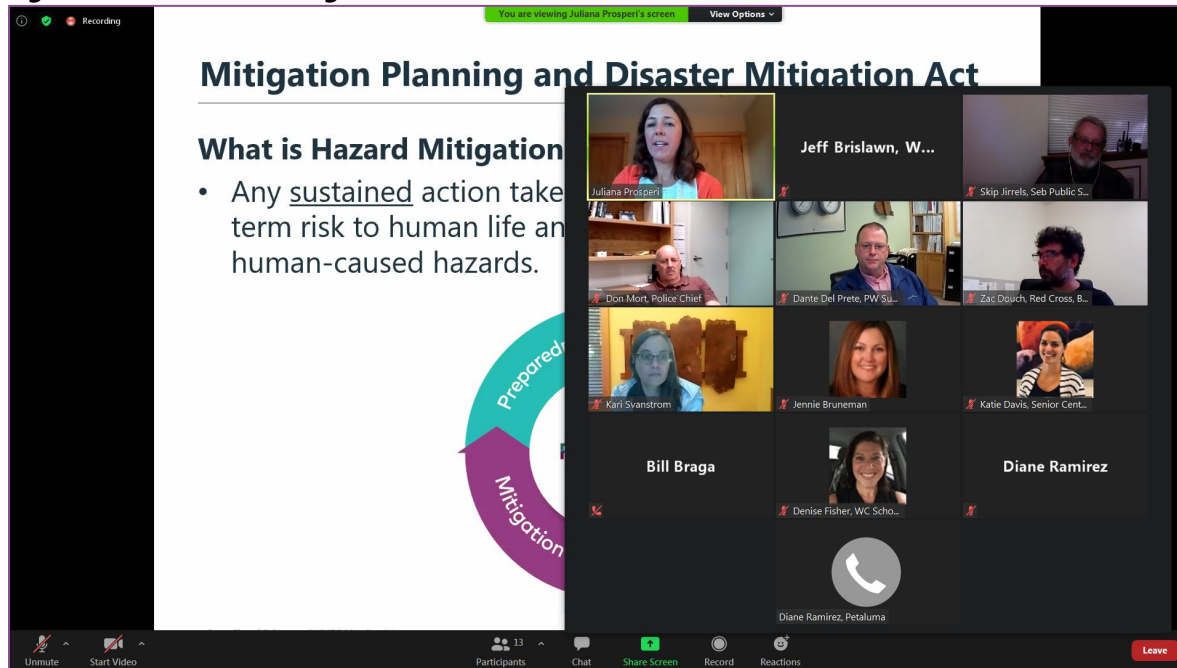 Recording
You are viewing Juliana Prosperi's screen
View Options
Mitigation Planning and Disaster Mitigation Act
What is Hazard Mitigation
• Any sustained action take
term risk to human life an
human-caused hazards.
Prepared
Mitigation
Juliana Prosperi
Jeff Brislawn, W...
Skip Jirrels, Seb Public S...
Don Mort, Police Chief
Dante Del Prete, PW Su...
Zac Douch, Red Cross, B...
Kari Svanstrom
Jennie Bruneman
Katie Davis, Senior Cent...
Bill Braga
Denise Fisher, WC Scho...
Diane Ramirez
Diane Ramirez, Petaluma
Unmute
Start Video
13
Participants
Chat
Share Screen
Record
Reactions
Leave